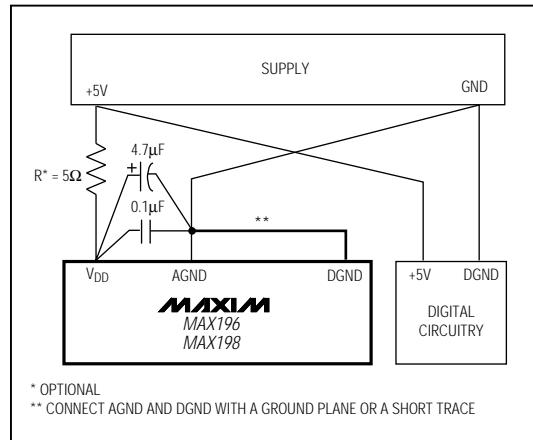 SUPPLY
+5V
GND
4.7µF
+
R* = 5Ω
0.1µF
**
VDD
AGND
DGND
+5V
DGND
MAXIM
MAX196
MAX198
DIGITAL
CIRCUITRY
* OPTIONAL
** CONNECT AGND AND DGND WITH A GROUND PLANE OR A SHORT TRACE